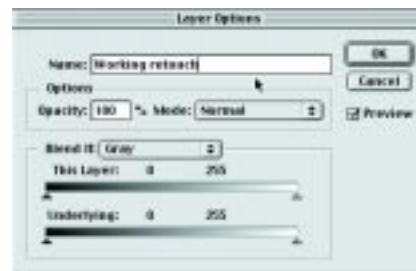 Layer Options
Name: Working retouch
OK
Cancel
Preview
Options
Opacity: 100 % Mode: Normal
Blend If: Gray
This Layer: 0 255
Underlying: 0 255